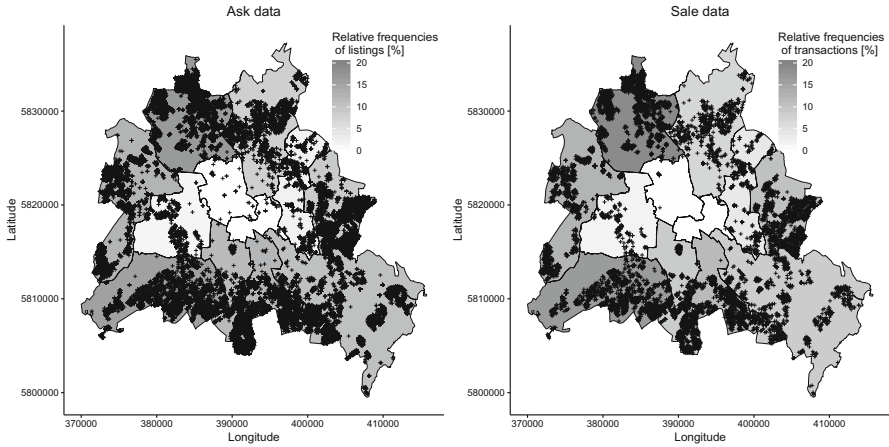 Ask data
Relative frequencies
of listings [%]
20
15
10
5
0
5830000
5820000
5810000
5800000
Latitude
370000 380000 390000 400000 410000
Longitude
Sale data
Relative frequencies
of transactions [%]
20
15
10
5
0
5830000
5820000
5810000
5800000
Latitude
370000 380000 390000 400000 410000
Longitude